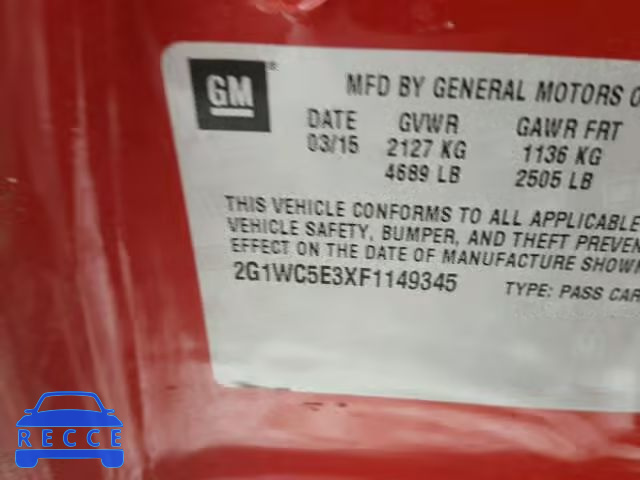 GM®
MFD BY GENERAL MOTORS
DATE GVWR GAWR FRT
03/15 2127 KG 1136 KG
4689 LB 2505 LB
THIS VEHICLE CONFORMS TO ALL APPLICABLE
VEHICLE SAFETY, BUMPER, AND THEFT PREVEN
EFFECT ON THE DATE OF MANUFACTURE SHOWN
2G1WC5E3XF1149345 TYPE: PASS CAR
RECCE